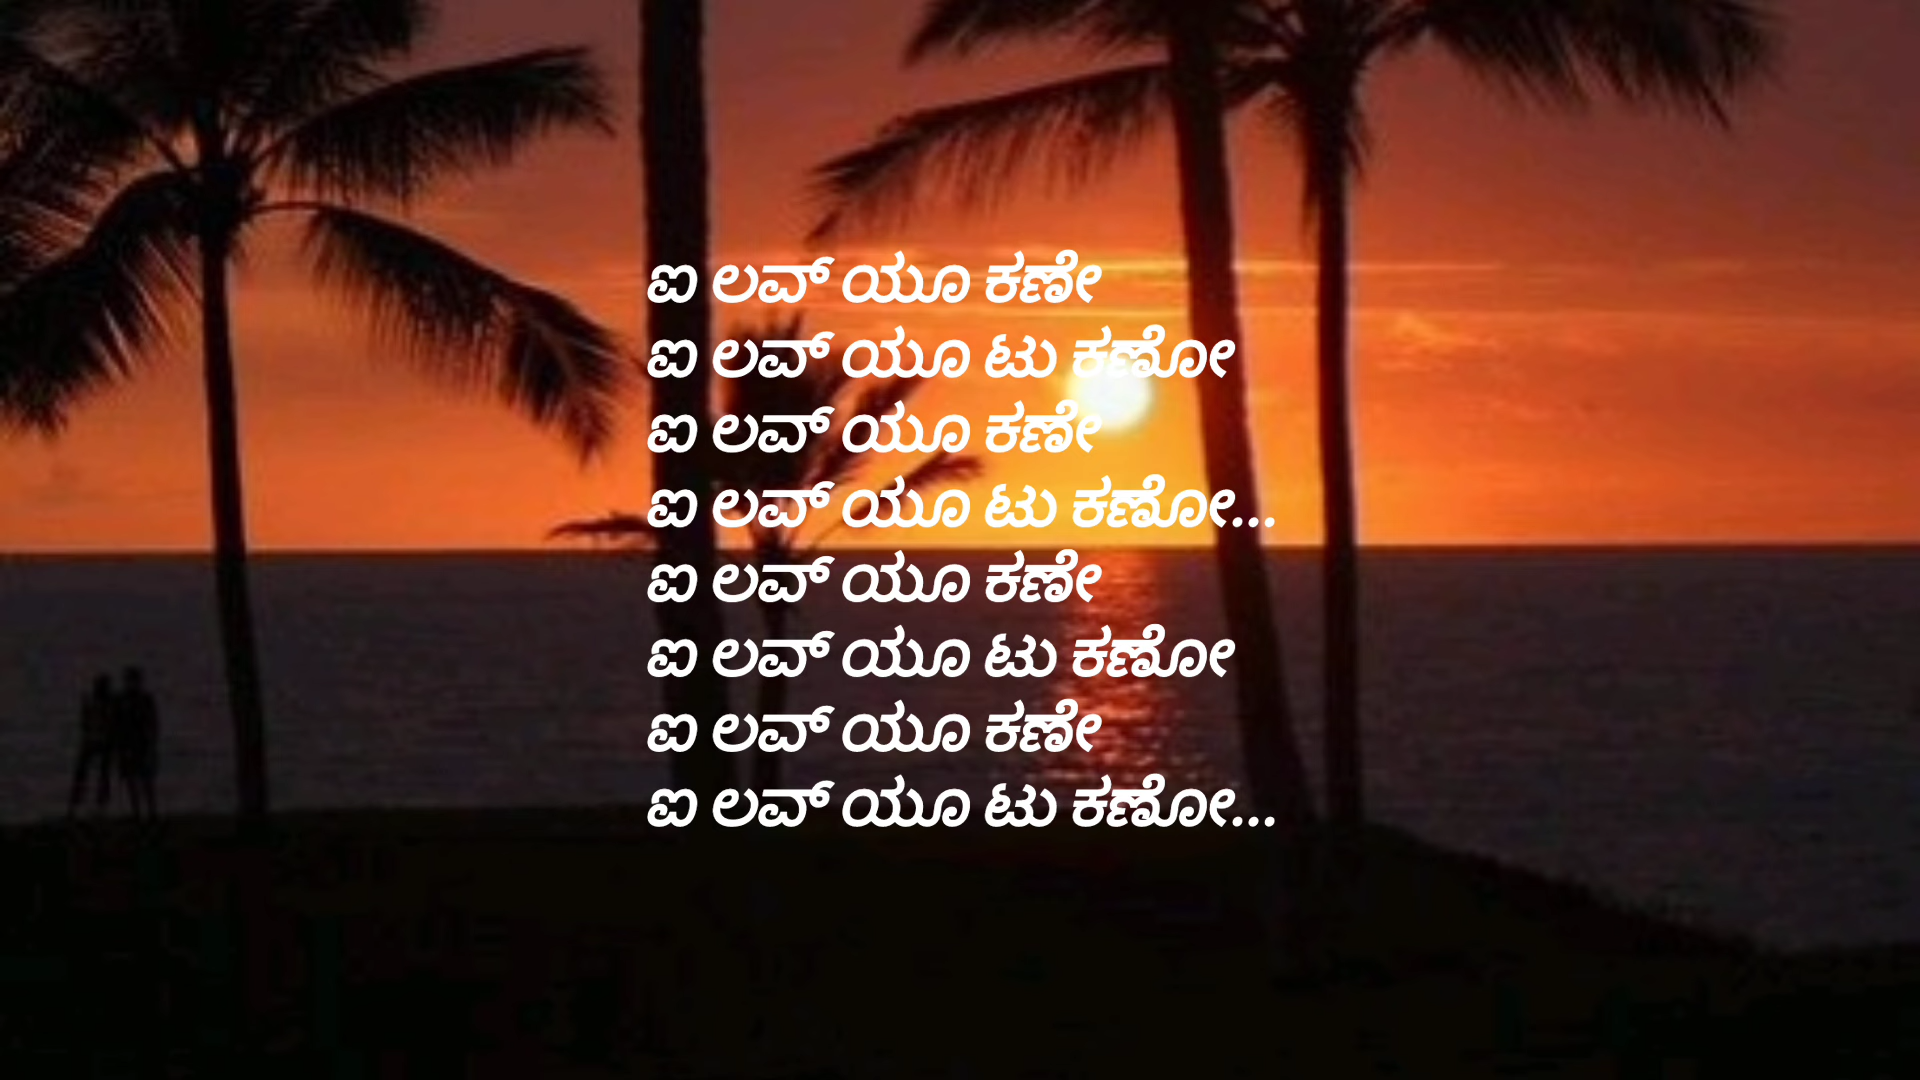 ಐ ಲವ್ ಯೂ ಕಣೇ
ಐ ಲವ್ ಯೂ ಟು ಕಣೋ
ಐ ಲವ್ ಯೂ ಕಣೇ
ಐ ಲವ್ ಯೂ ಟು ಕಣೋ...
ಐ ಲವ್ ಯೂ ಕಣೇ
ಐ ಲವ್ ಯೂ ಟು ಕಣೋ
ಐ ಲವ್ ಯೂ ಕಣೇ
ಐ ಲವ್ ಯೂ ಟು ಕಣೋ...